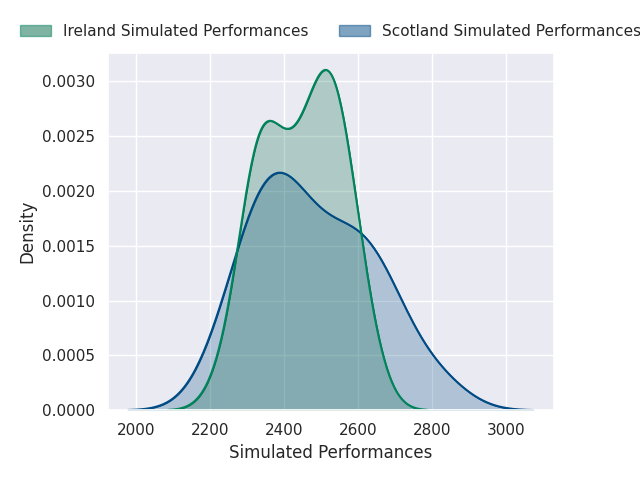 Ireland Simulated Performances Scotland Simulated Performances
0.0030
0.0025
0.0020
0.0015
0.0010
0.0005
0.0000
Density
2000 2200 2400 2600 2800 3000
Simulated Performances